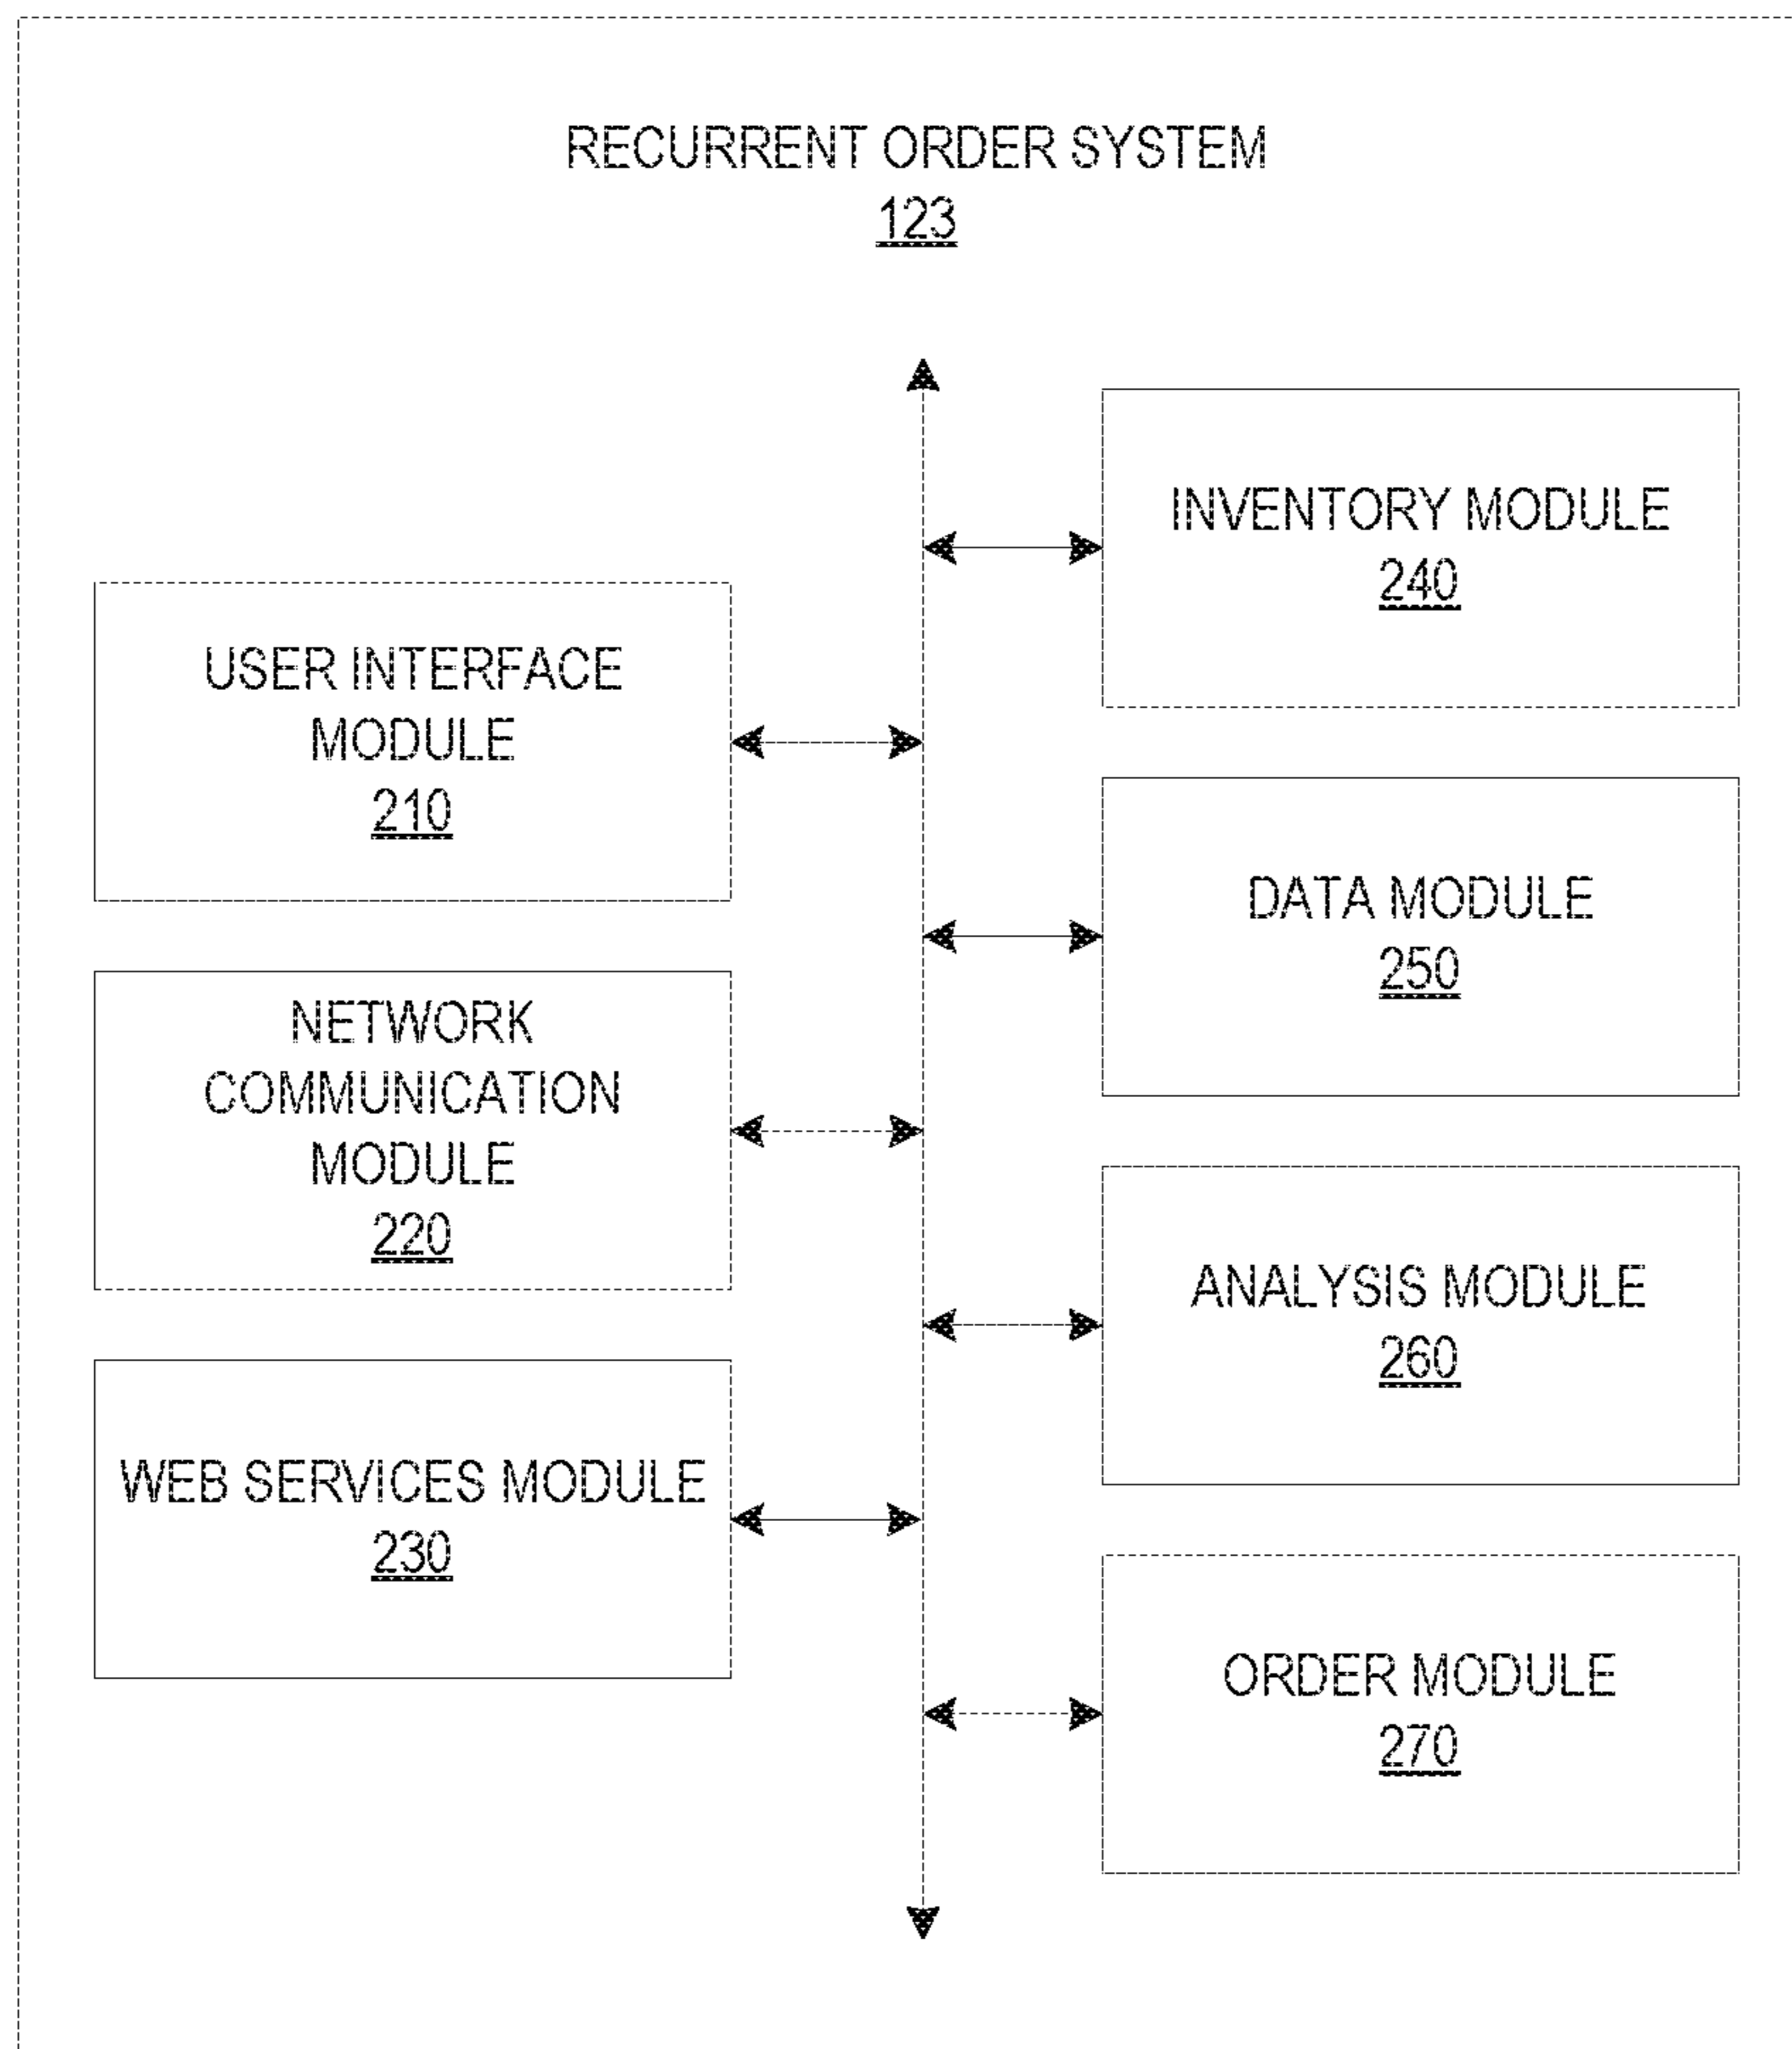 RECURRENT ORDER SYSTEM
123
USER INTERFACE
MODULE
210
NETWORK
COMMUNICATION
MODULE
220
WEB SERVICES MODULE
230
INVENTORY MODULE
240
DATA MODULE
250
ANALYSIS MODULE
260
ORDER MODULE
270